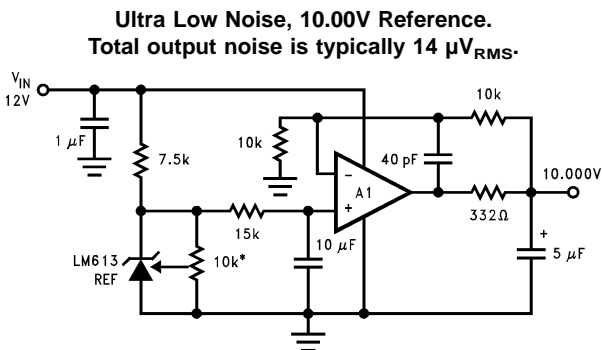 Ultra Low Noise, 10.00V Reference.
Total output noise is typically 14 μVRMS.
VIN
12V
1 μF
7.5k
10k
10k
40 pF
A1
-
+
10.000V
332Ω
15k
10 μF
LM613
REF
10k*
+
5 μF